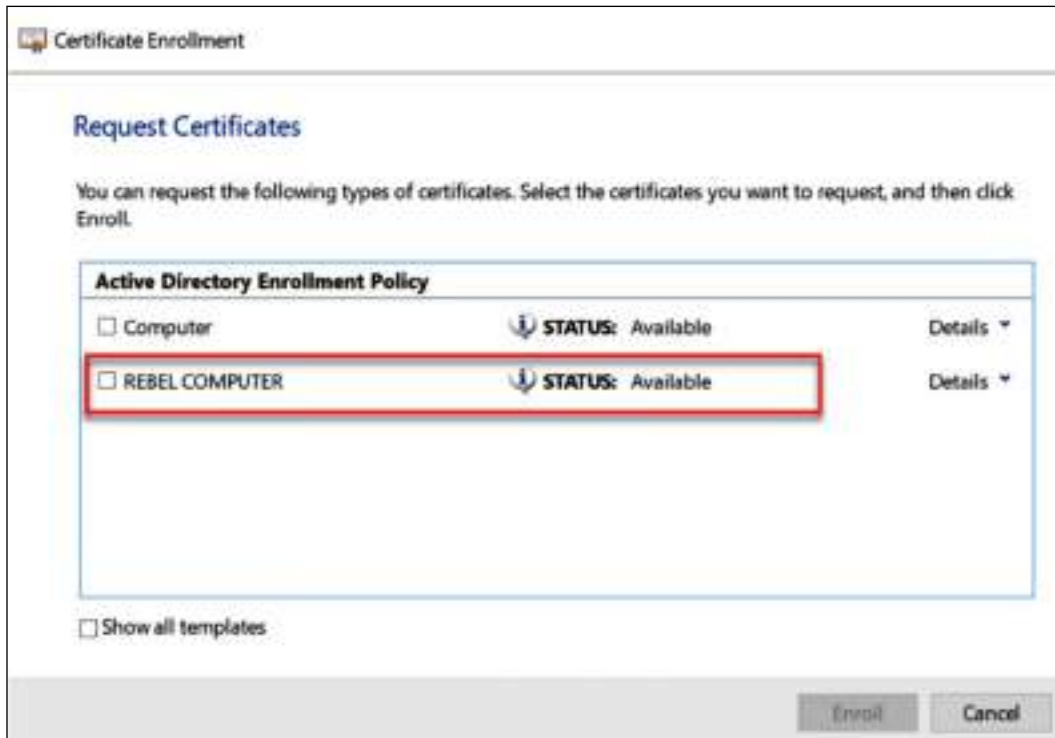 Certificate Enrollment
Request Certificates
You can request the following types of certificates. Select the certificates you want to request, and then click
Enroll.
Active Directory Enrollment Policy
Computer STATUS: Available Details
REBEL COMPUTER STATUS: Available Details
Show all templates
Enroll Cancel